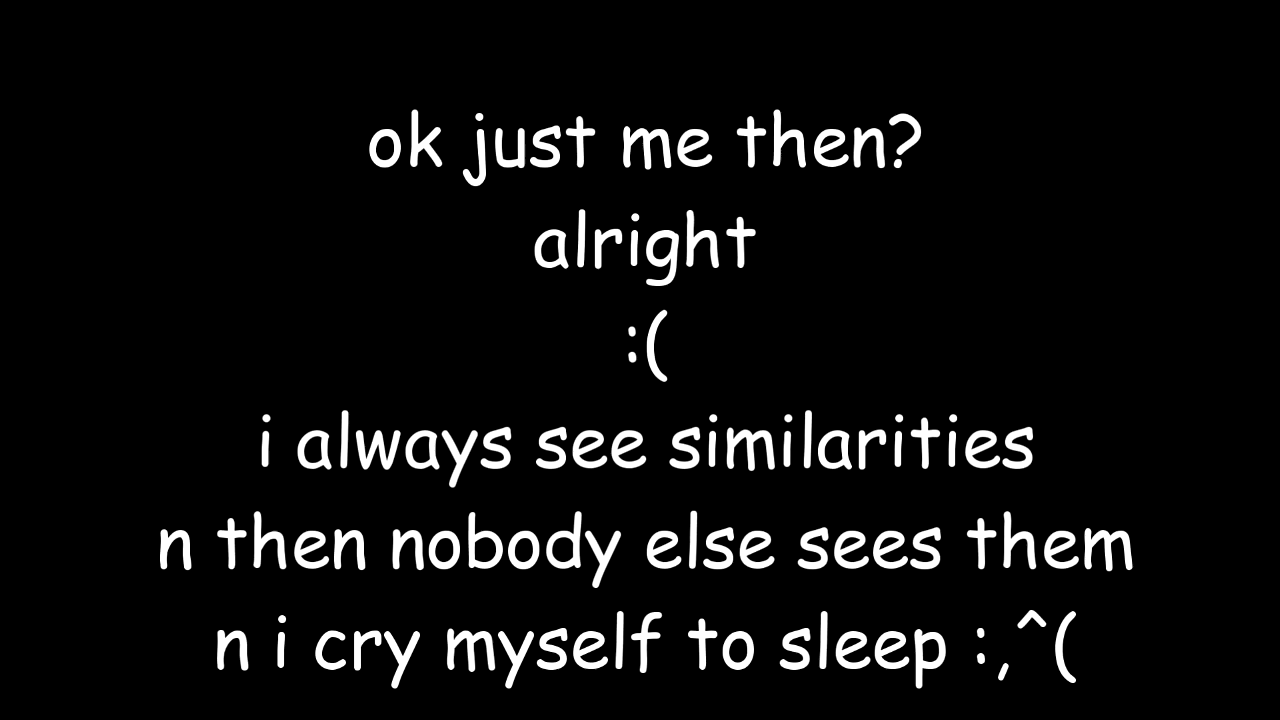 ok just me then?
alright
:(
i always see similarities
n then nobody else sees them
n i cry myself to sleep :,^(